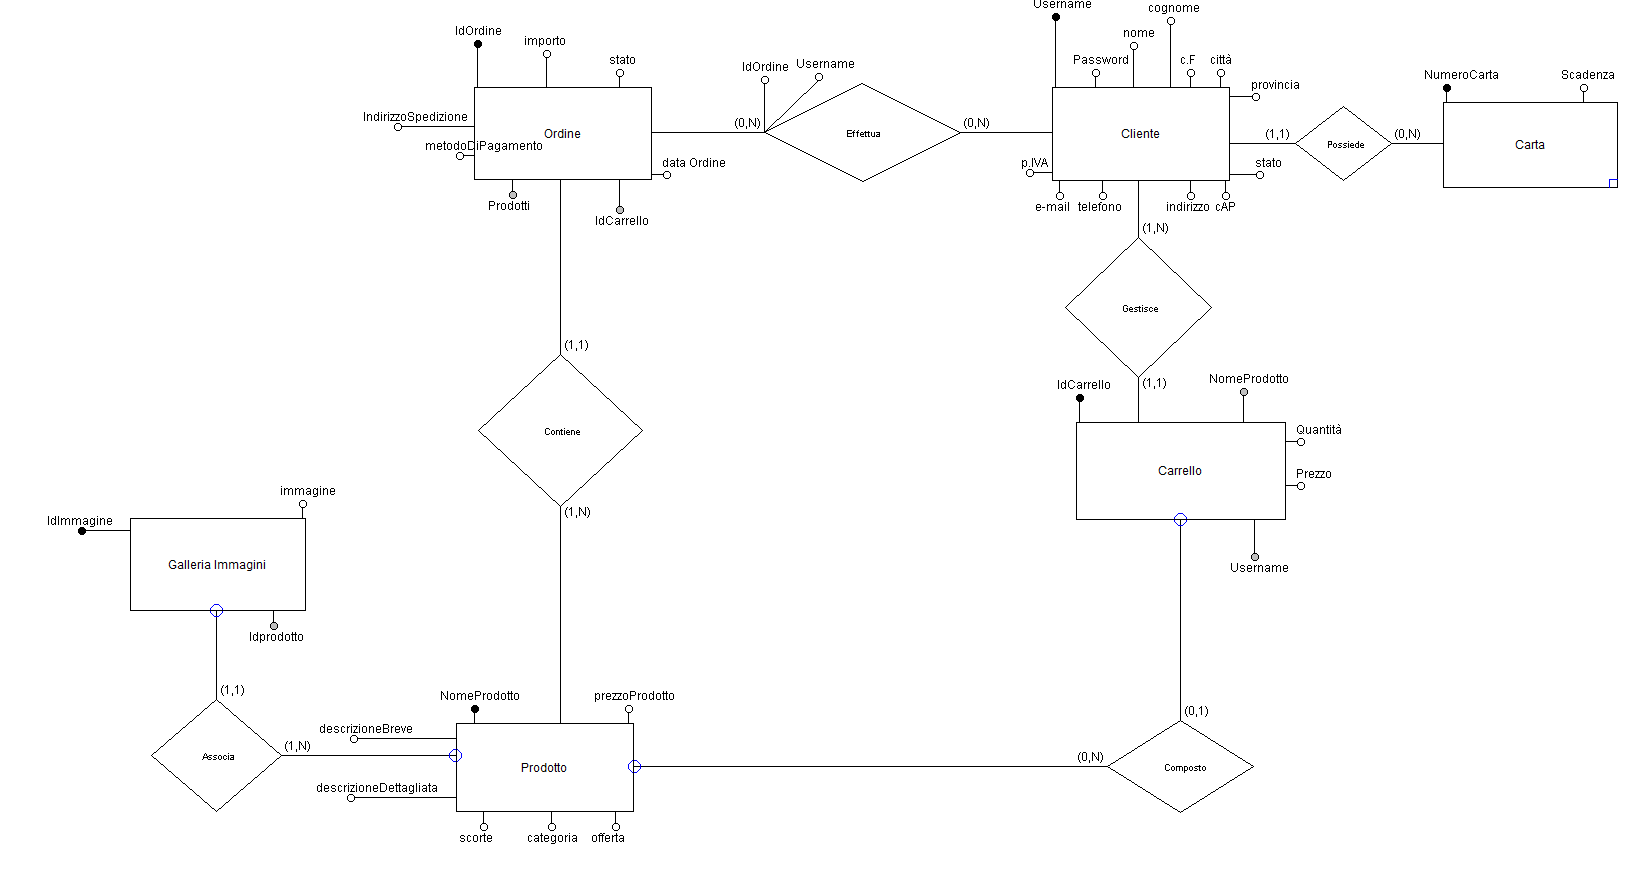 Username
cognome
IdOrdine
importo
nome
stato
IdOrdine
Username
Password
c.F
città
NumeroCarta
Scadenza
provincia
IndirizzoSpedizione
(0,N)
(0,N)
Ordine
Effettua
Cliente
(1,1)
(0,N)
metodoDiPagamento
Possiede
Carta
data Ordine
p.IVA
stato
Prodotti
IdCarrello
e-mail
telefono
indirizzo
cAP
(1,N)
Gestisce
(1,1)
(1,1)
IdCarrello
NomeProdotto
Contiene
Quantità
Carrello
Prezzo
immagine
(1,N)
IdImmagine
Galleria Immagini
Username
Idprodotto
(1,1)
NomeProdotto
prezzoProdotto
(0,1)
descrizioneBreve
(1,N)
Associa
(0,N)
Prodotto
Composto
descrizioneDettagliata
scorte
categoria
offerta